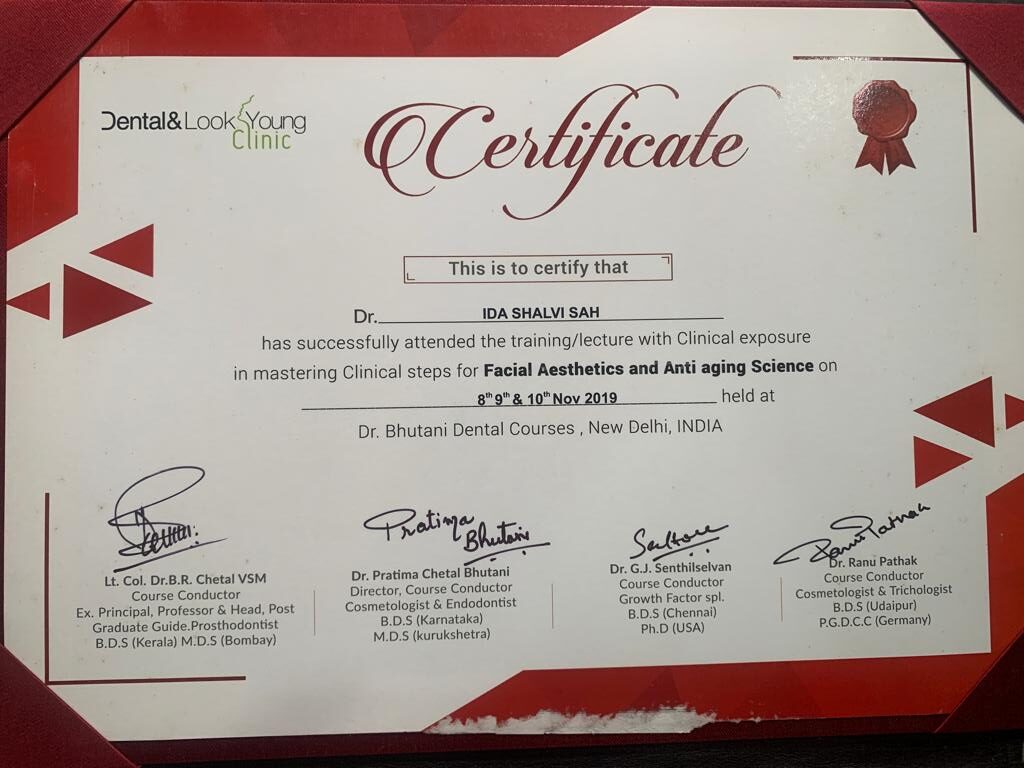 Dental&Look Young
Clinic
Certificate
This is to certify that
Dr. IDA SHALVI SAH
has successfully attended the training/lecture with Clinical exposure
in mastering Clinical steps for Facial Aesthetics and Anti aging Science on
8th 9th & 10th Nov 2019 held at
Dr. Bhutani Dental Courses , New Delhi, INDIA
Pratima
Bhutani
Lt. Col. Dr.B.R. Chetal VSM
Course Conductor
Ex. Principal, Professor & Head, Post
Graduate Guide.Prosthodontist
B.D.S (Kerala) M.D.S (Bombay)
Dr. Pratima Chetal Bhutani
Director, Course Conductor
Cosmetologist & Endodontist
B.D.S (Karnataka)
M.D.S (kurukshetra)
Dr. G.J. Senthilselvan
Course Conductor
Growth Factor spl.
B.D.S (Chennai)
Ph.D (USA)
Dr. Ranu Pathak
Course Conductor
Cosmetologist & Trichologist
B.D.S (Udaipur)
P.G.D.C.C (Germany)